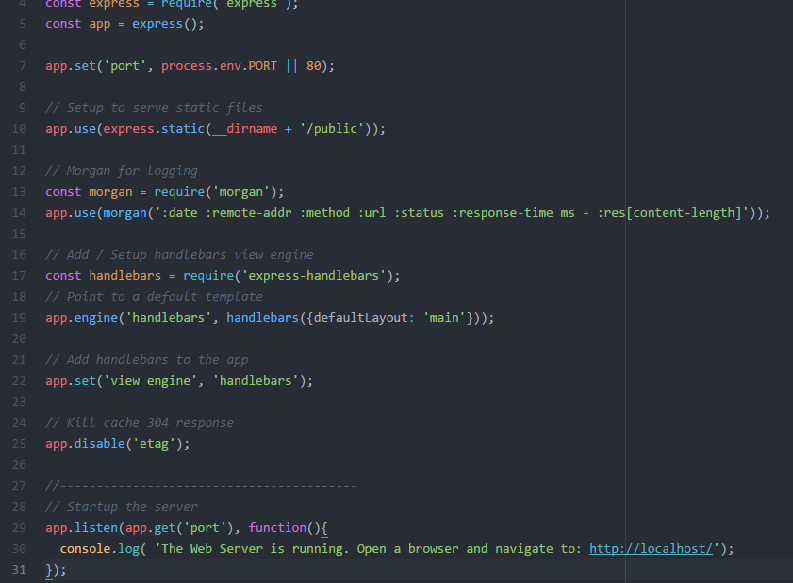 4 const express = require('express');
5 const app = express();
6
7 app.set('port', process.env.PORT || 80);
8
9 // Setup to serve static files
10 app.use(express.static(__dirname + '/public'));
11
12 // Morgan for logging
13 const morgan = require('morgan');
14 app.use(morgan(':date :remote-addr :method :url :status :response-time ms - :res[content-length]'));
15
16 // Add / Setup handlebars view engine
17 const handlebars = require('express-handlebars');
18 // Point to a default template
19 app.engine('handlebars', handlebars({defaultLayout: 'main'}));
20
21 // Add handlebars to the app
22 app.set('view engine', 'handlebars');
23
24 // Kill cache 304 response
25 app.disable('etag');
26
27 //-----------------------------------------
28 // Startup the server
29 app.listen(app.get('port'), function(){
30   console.log( 'The Web Server is running. Open a browser and navigate to: http://localhost/');
31 });